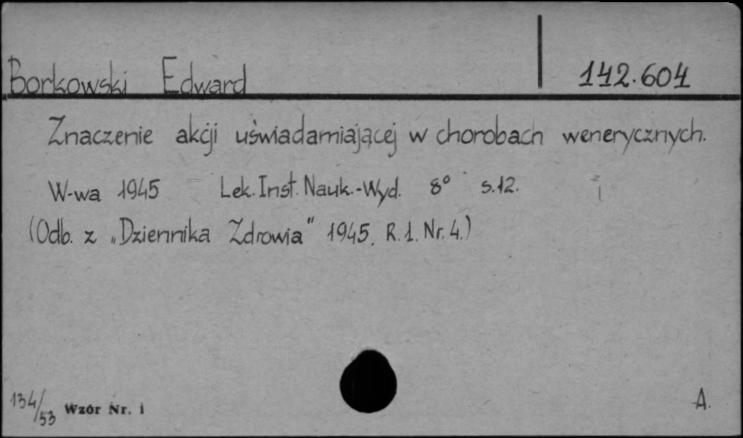 Borkowski Edward 142.604
Znaczenie akcji uświadamiającej w chorobach wenerycznych.
W-wa 1945 Lek. Inst. Nauk.-Wyd. 8° s.12.
(Odb. z „Dziennika Zdrowia" 1945, R.1. Nr. 4.)
134/53 Wzór Nr. 1 A.